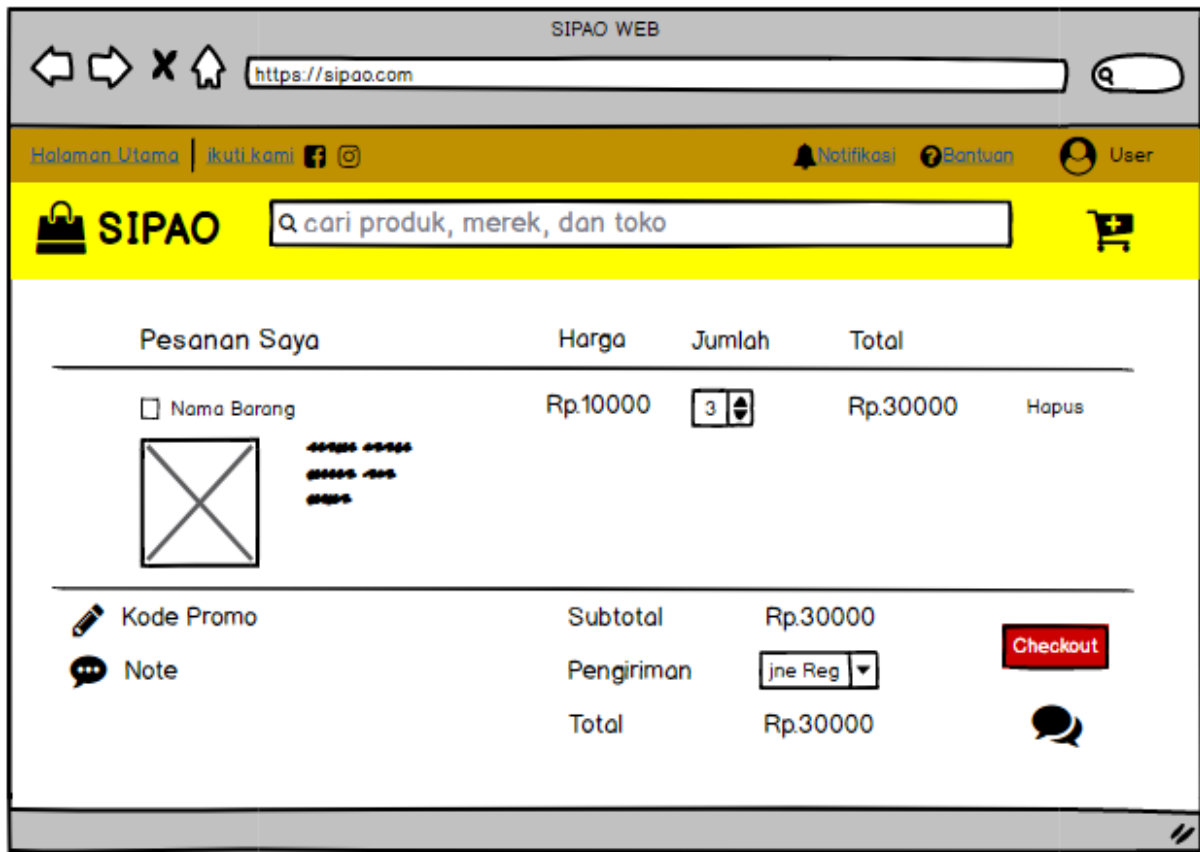 SIPAO WEB
https://sipao.com
Halaman Utama ikuti kami Notifikasi Bantuan User
SIPAO cari produk, merek, dan toko
Pesanan Saya Harga Jumlah Total
Nama Barang Rp.10000 3 Rp.30000 Hapus
Kode Promo Subtotal Rp.30000
Checkout
Note Pengiriman jne Reg
Total Rp.30000